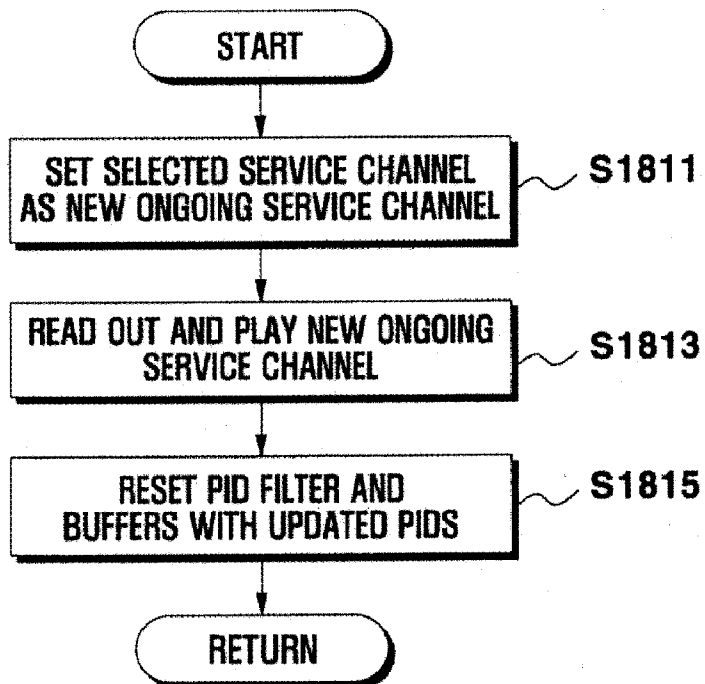 START
SET SELECTED SERVICE CHANNEL
AS NEW ONGOING SERVICE CHANNEL
S1811
READ OUT AND PLAY NEW ONGOING
SERVICE CHANNEL
S1813
RESET PID FILTER AND
BUFFERS WITH UPDATED PIDS
S1815
RETURN